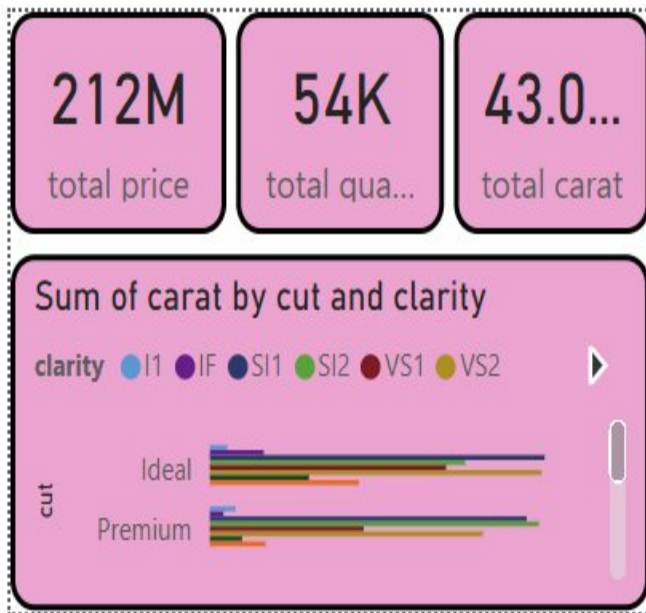 212M 54K 43.0...
total price total qua... total carat
Sum of carat by cut and clarity
clarity I1 IF SI1 SI2 VS1 VS2
cut
Ideal
Premium